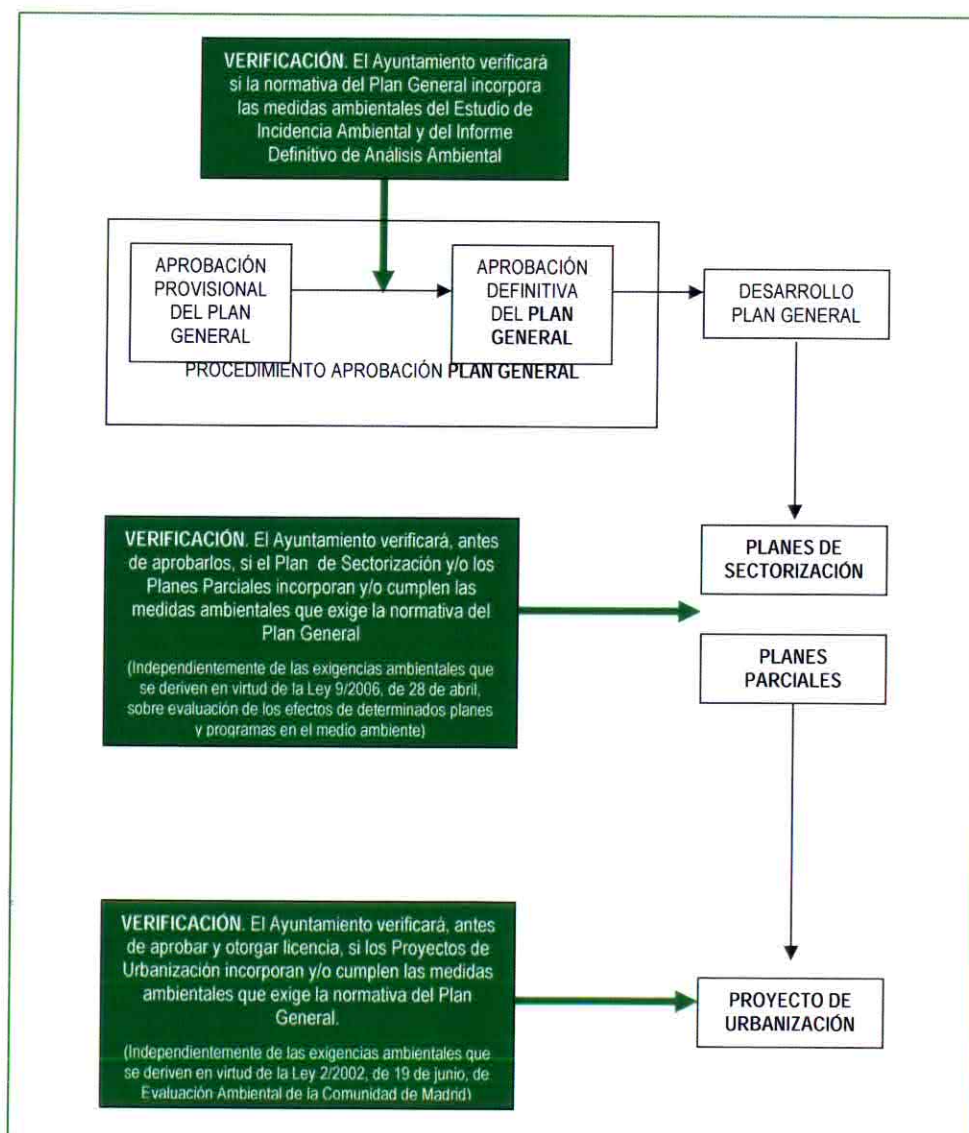 VERIFICACIÓN. El Ayuntamiento verificará
si la normativa del Plan General incorpora
las medidas ambientales del Estudio de
Incidencia Ambiental y del Informe
Definitivo de Análisis Ambiental
APROBACIÓN
PROVISIONAL
DEL PLAN
GENERAL
APROBACIÓN
DEFINITIVA
DEL PLAN
GENERAL
DESARROLLO
PLAN GENERAL
PROCEDIMIENTO APROBACIÓN PLAN GENERAL
VERIFICACIÓN. El Ayuntamiento verificará, antes
de aprobarlos, si el Plan de Sectorización y/o los
Planes Parciales incorporan y/o cumplen las
medidas ambientales que exige la normativa del
Plan General
(Independientemente de las exigencias ambientales que
se deriven en virtud de la Ley 9/2006, de 28 de abril,
sobre evaluación de los efectos de determinados planes
y programas en el medio ambiente)
PLANES DE
SECTORIZACIÓN
PLANES
PARCIALES
VERIFICACIÓN. El Ayuntamiento verificará, antes
de aprobar y otorgar licencia, si los Proyectos de
Urbanización incorporan y/o cumplen las medidas
ambientales que exige la normativa del Plan
General.
(Independientemente de las exigencias ambientales que
se deriven en virtud de la Ley 2/2002, de 19 de junio, de
Evaluación Ambiental de la Comunidad de Madrid)
PROYECTO DE
URBANIZACIÓN